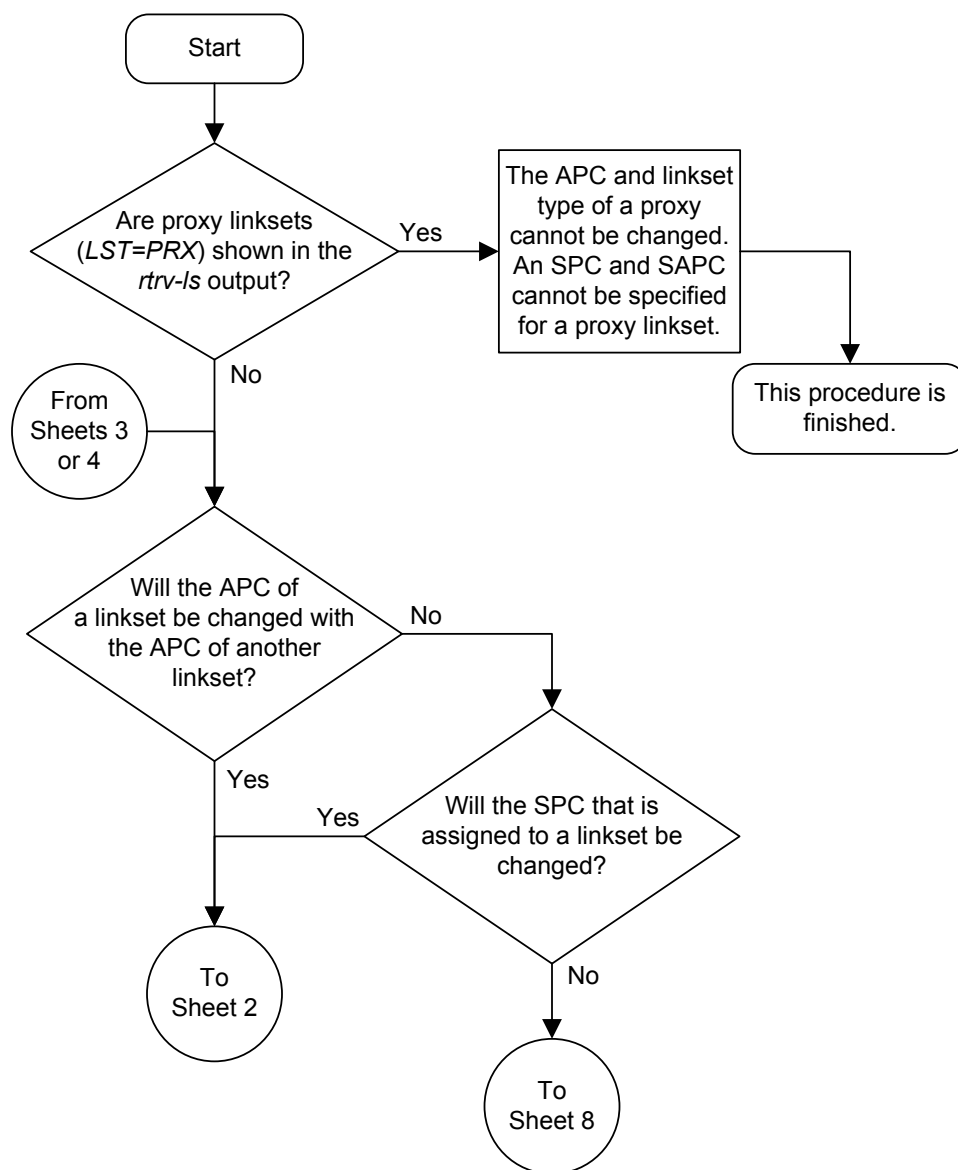 Start
Are proxy linksets
(LST=PRX) shown in the
rtrv-ls output?
Yes
The APC and linkset
type of a proxy
cannot be changed.
An SPC and SAPC
cannot be specified
for a proxy linkset.
This procedure is
finished.
No
From
Sheets 3
or 4
Will the APC of
a linkset be changed with
the APC of another
linkset?
No
Yes
Will the SPC that is
assigned to a linkset be
changed?
Yes
No
To
Sheet 2
To
Sheet 8